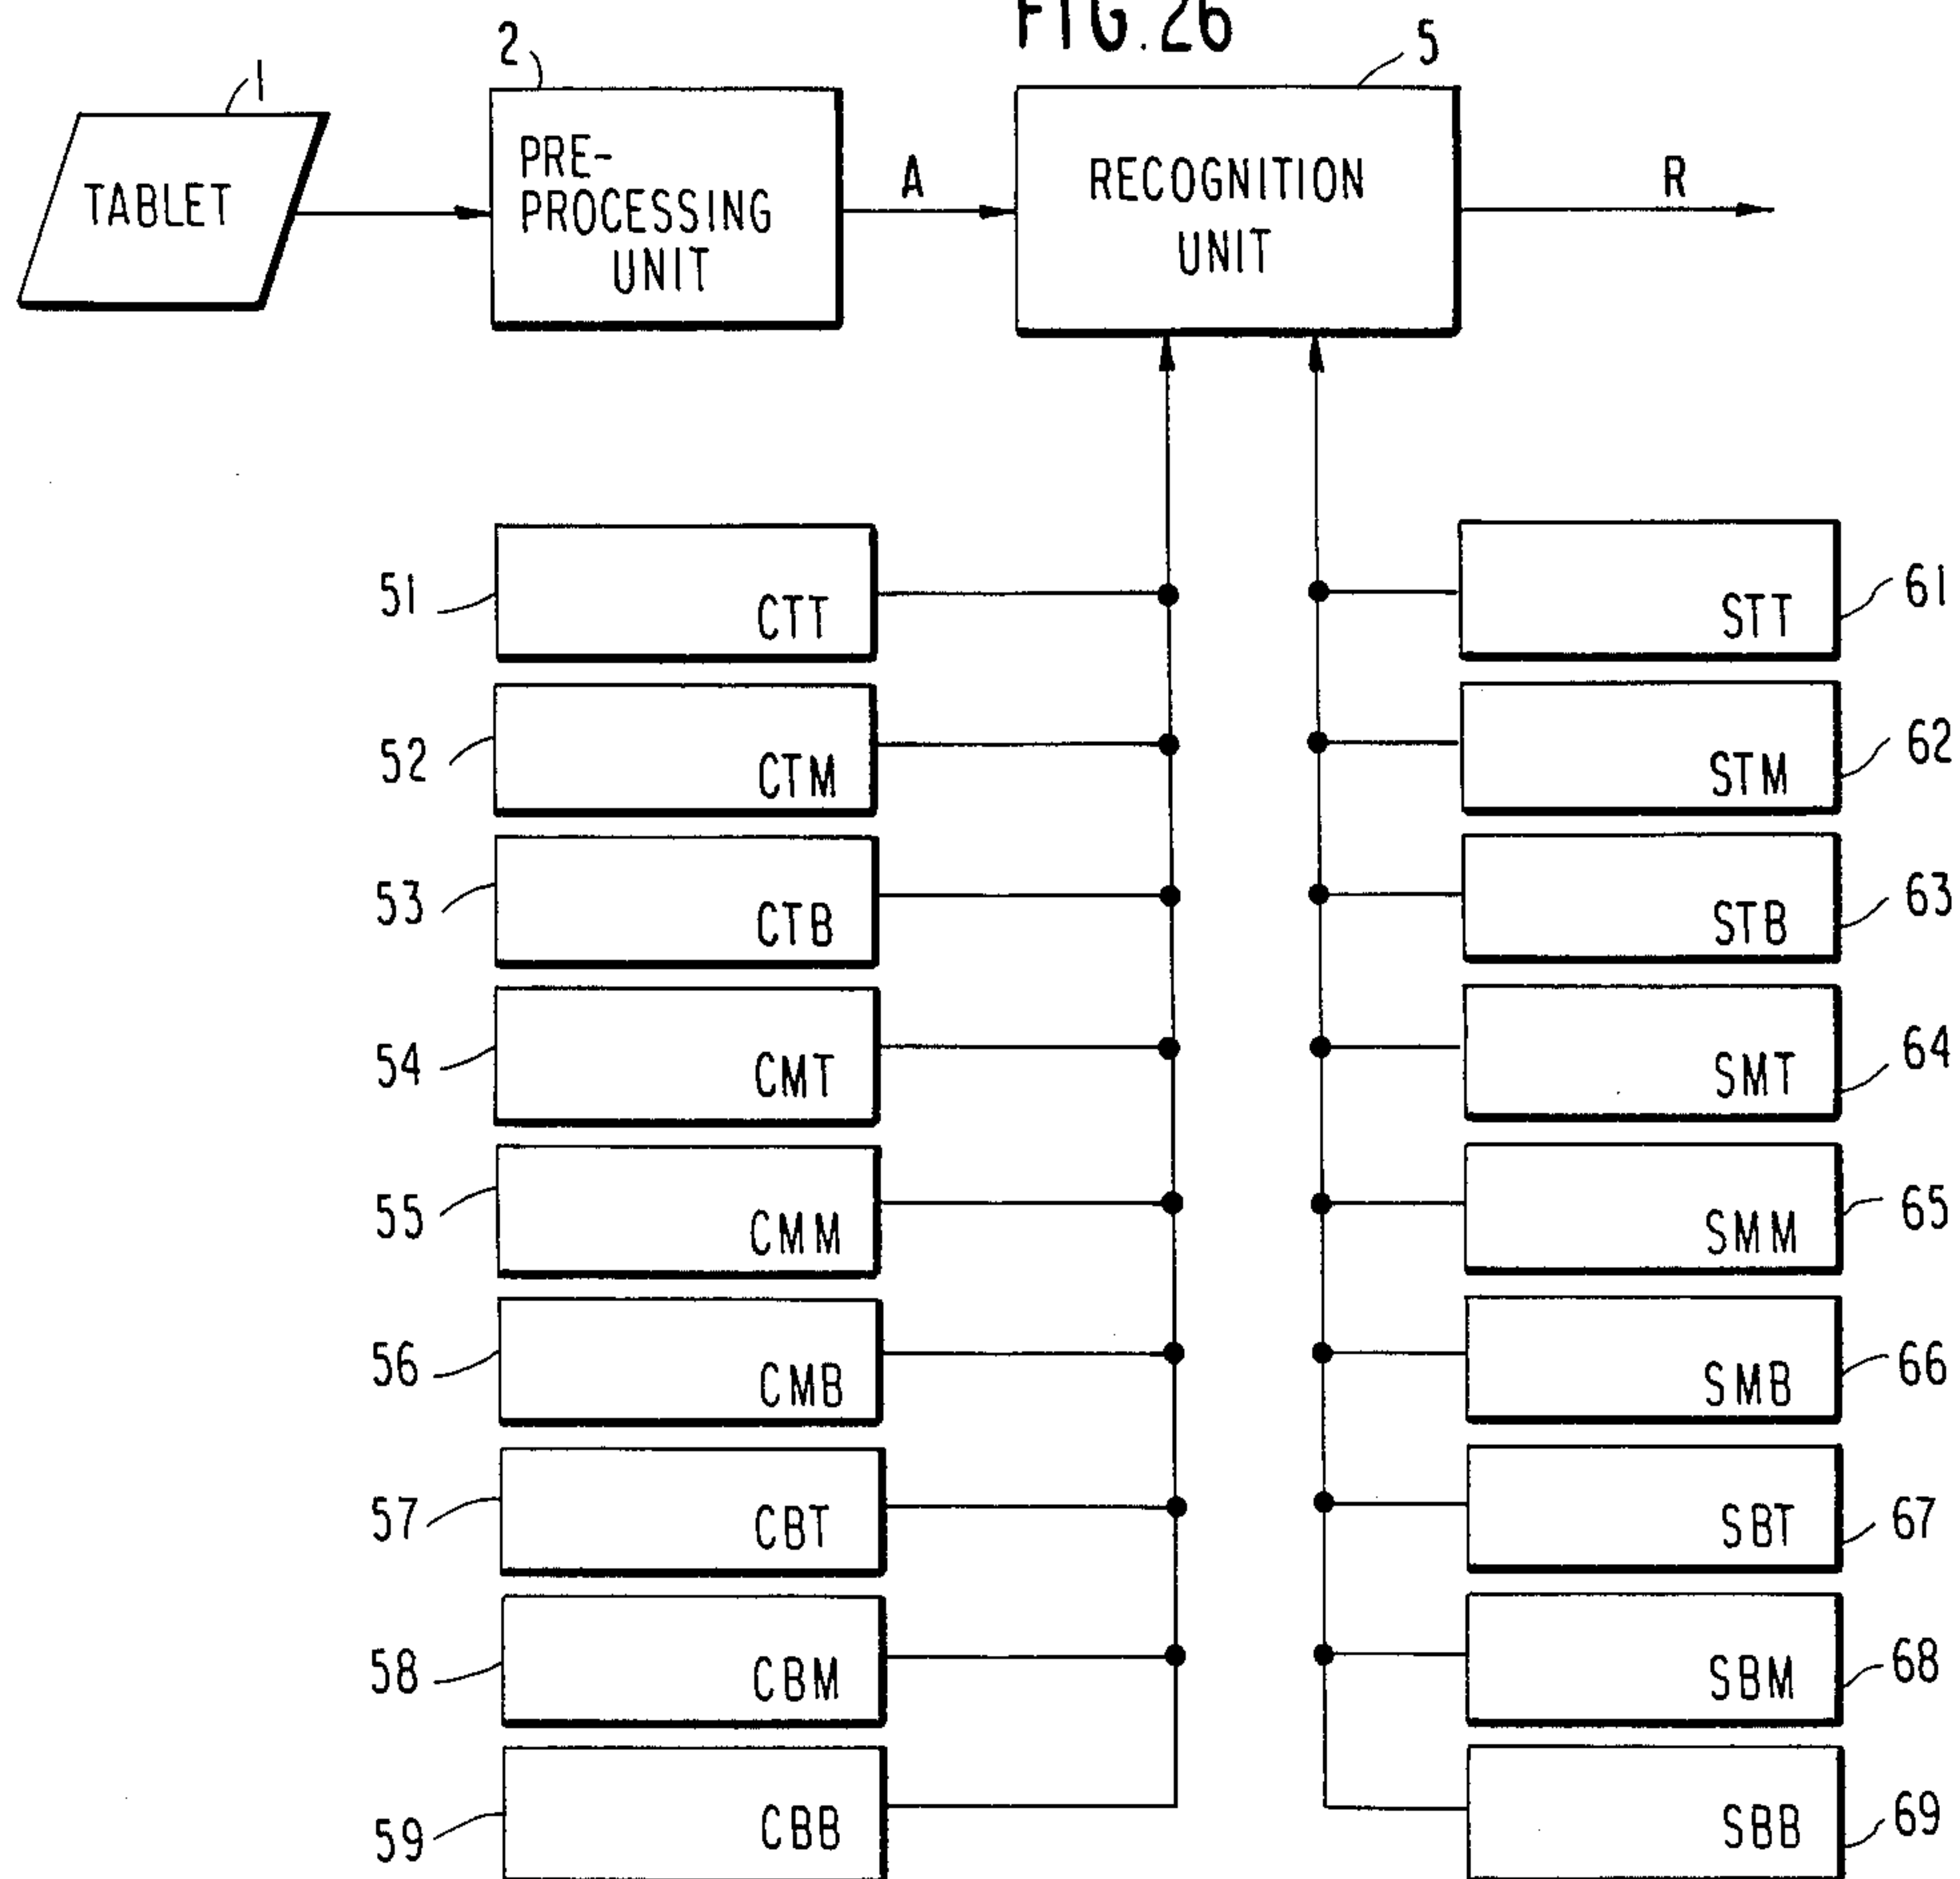 FIG. 26
1
2
5
TABLET
PRE-
PROCESSING
UNIT
A
RECOGNITION
UNIT
R
51
CTT
STT
61
52
CTM
STM
62
53
CTB
STB
63
54
CMT
SMT
64
55
CMM
SMM
65
56
CMB
SMB
66
57
CBT
SBT
67
58
CBM
SBM
68
59
CBB
SBB
69